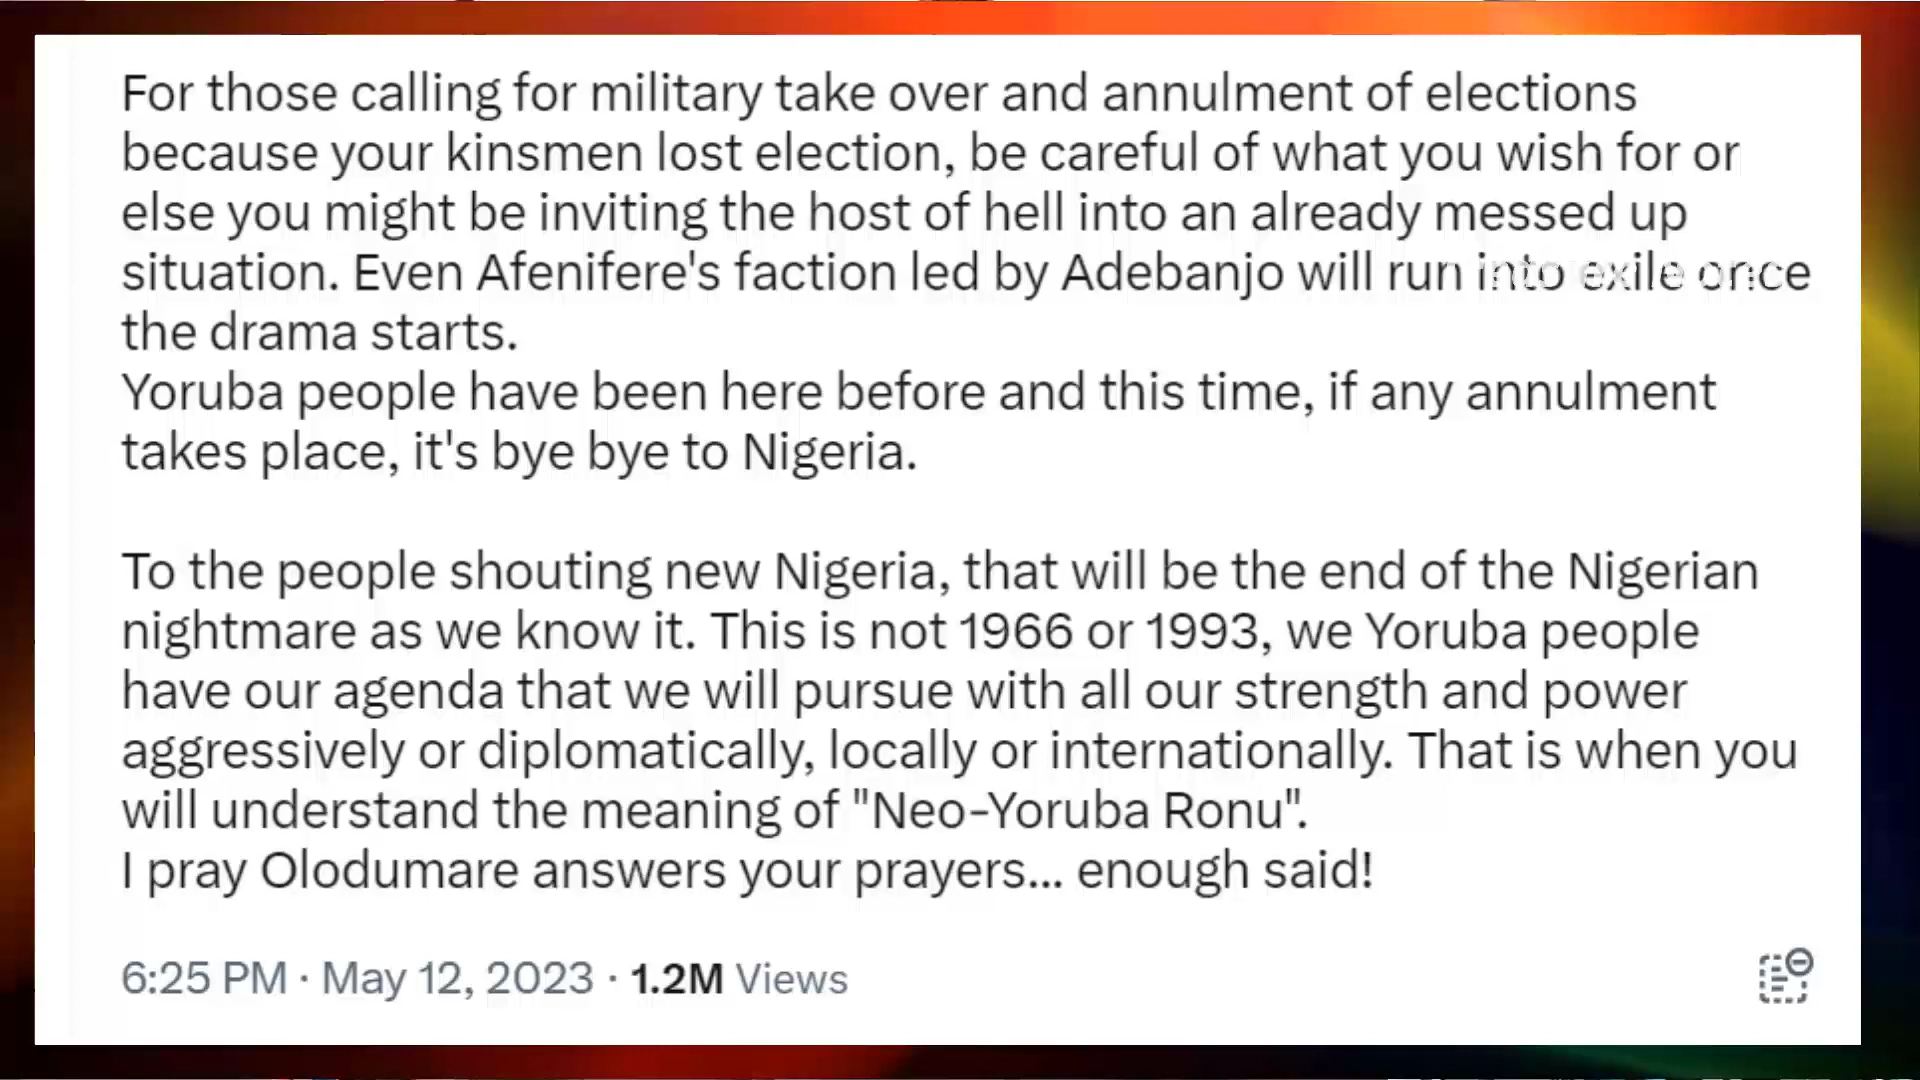 For those calling for military take over and annulment of elections
because your kinsmen lost election, be careful of what you wish for or
else you might be inviting the host of hell into an already messed up
situation. Even Afenifere's faction led by Adebanjo will run into exile once
the drama starts.
Yoruba people have been here before and this time, if any annulment
takes place, it's bye bye to Nigeria.
To the people shouting new Nigeria, that will be the end of the Nigerian
nightmare as we know it. This is not 1966 or 1993, we Yoruba people
have our agenda that we will pursue with all our strength and power
aggressively or diplomatically, locally or internationally. That is when you
will understand the meaning of "Neo-Yoruba Ronu".
I pray Olodumare answers your prayers... enough said!
6:25 PM · May 12, 2023 · 1.2M Views